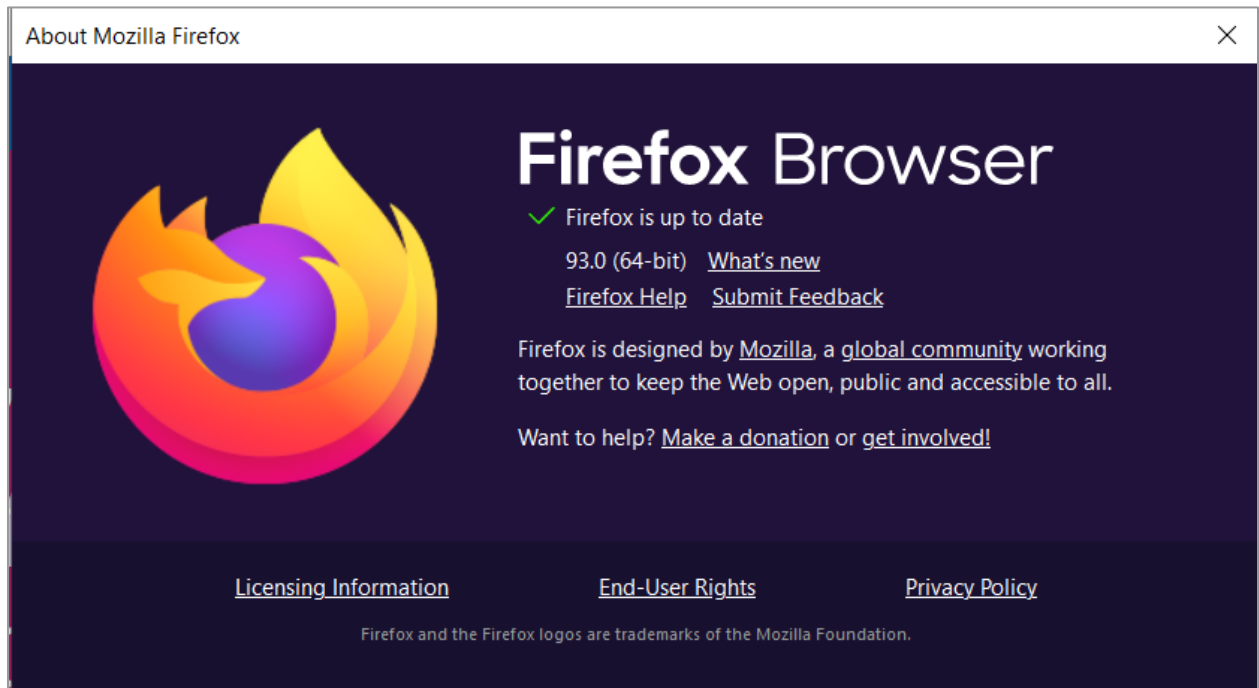 About Mozilla Firefox
Firefox Browser
Firefox is up to date
93.0 (64-bit) What's new
Firefox Help Submit Feedback
Firefox is designed by Mozilla, a global community working
together to keep the Web open, public and accessible to all.
Want to help? Make a donation or get involved!
Licensing Information End-User Rights Privacy Policy
Firefox and the Firefox logos are trademarks of the Mozilla Foundation.